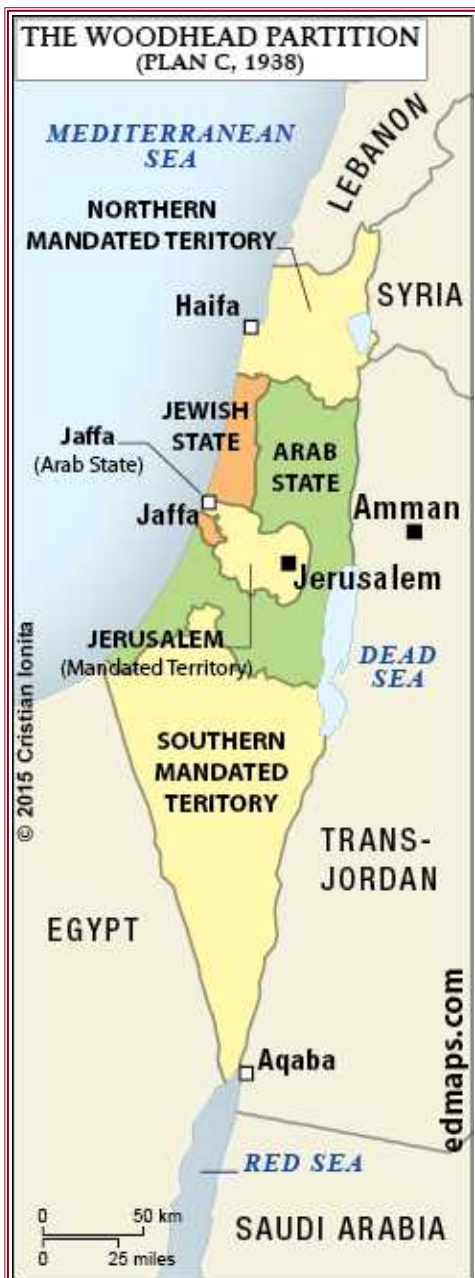 THE WOODHEAD PARTITION
(PLAN C, 1938)
MEDITERRANEAN
SEA
LEBANON
NORTHERN
MANDATED TERITORY
SYRIA
Haifa
JEWISH
STATE
Jaffa
(Arab State)
ARAB
STATE
Jaffa
Amman
Jerusalem
JERUSALEM
(Mandated Territory)
DEAD
SEA
SOUTHERN
MANDATED
TERITORY
© 2015 Cristian Ionita
TRANS-
JORDAN
EGYPT
edmaps.com
Aqaba
RED SEA
0 50 km
0 25 miles
SAUDI ARABIA